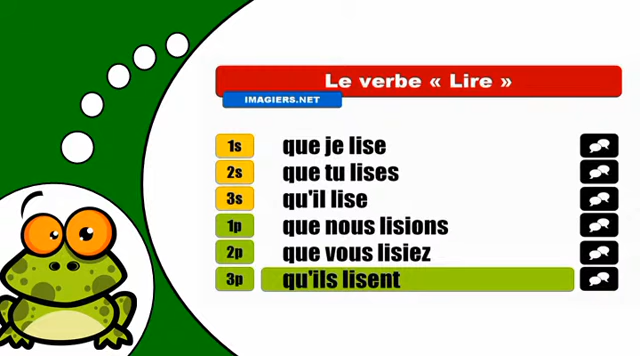 Le verbe « Lire »
IMAGIERS.NET
1s que je lise
2s que tu lises
3s qu'il lise
1p que nous lisions
2p que vous lisiez
3p qu'ils lisent